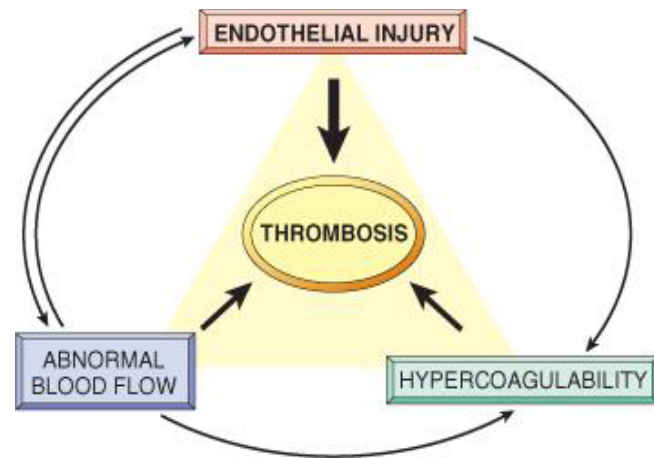 ENDOTHELIAL INJURY
THROMBOSIS
ABNORMAL
BLOOD FLOW
HYPERCOAGULABILITY